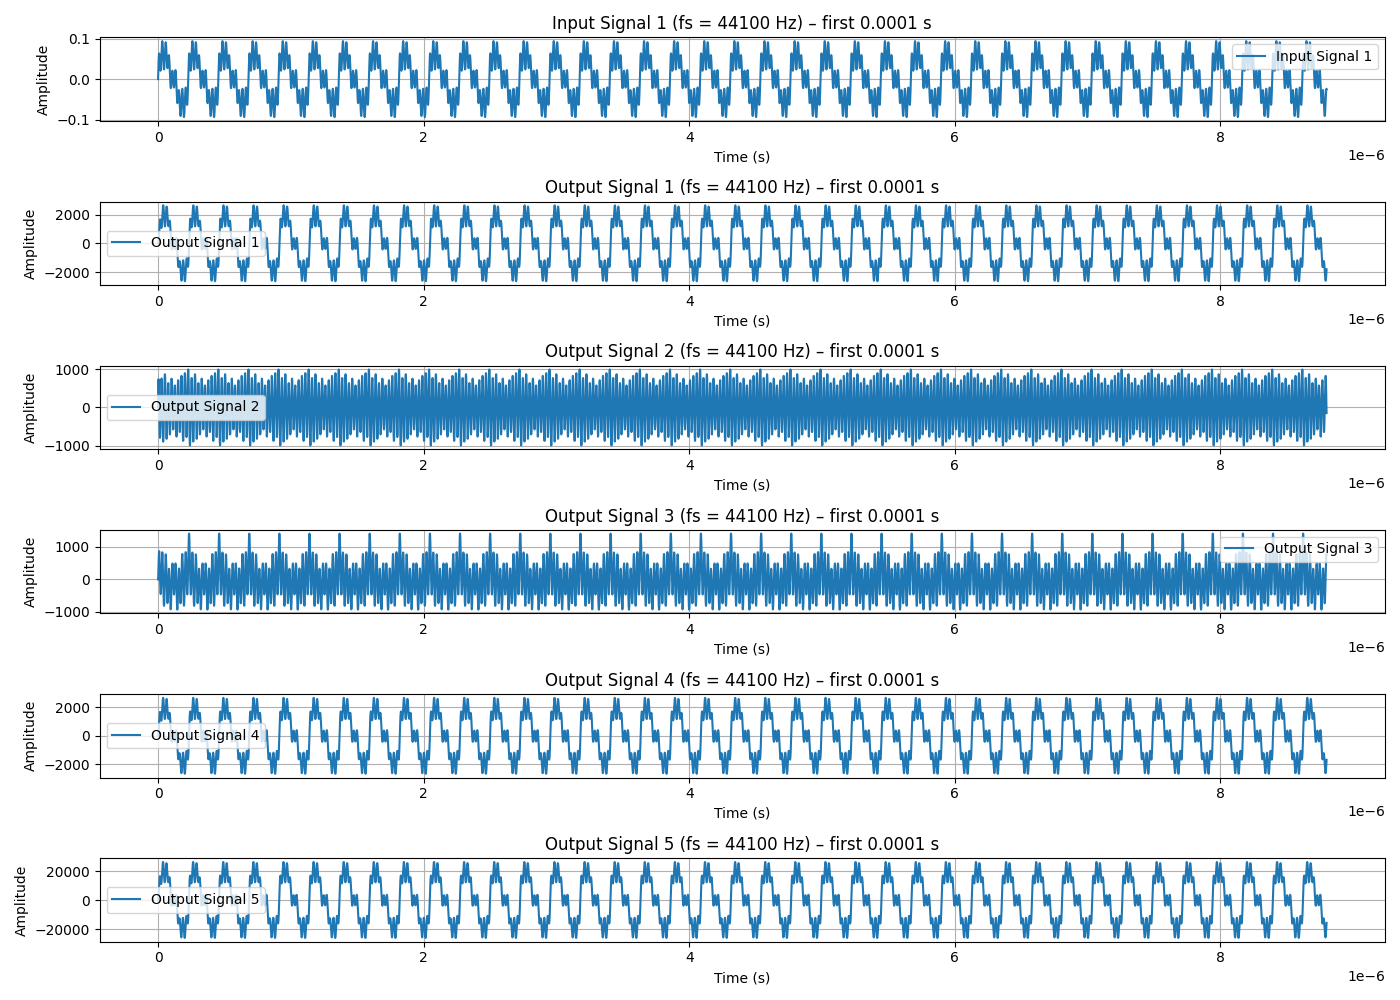 Input Signal 1 (fs = 44100 Hz) – first 0.0001 s
Amplitude
0.1
0.0
−0.1
Input Signal 1
0 2 4 6 8
1e−6
Time (s)
Output Signal 1 (fs = 44100 Hz) – first 0.0001 s
Amplitude
2000
0
−2000
Output Signal 1
0 2 4 6 8
1e−6
Time (s)
Output Signal 2 (fs = 44100 Hz) – first 0.0001 s
Amplitude
1000
0
−1000
Output Signal 2
0 2 4 6 8
1e−6
Time (s)
Output Signal 3 (fs = 44100 Hz) – first 0.0001 s
Amplitude
1000
0
−1000
Output Signal 3
0 2 4 6 8
1e−6
Time (s)
Output Signal 4 (fs = 44100 Hz) – first 0.0001 s
Amplitude
2000
0
−2000
Output Signal 4
0 2 4 6 8
1e−6
Time (s)
Output Signal 5 (fs = 44100 Hz) – first 0.0001 s
Amplitude
20000
0
−20000
Output Signal 5
0 2 4 6 8
1e−6
Time (s)